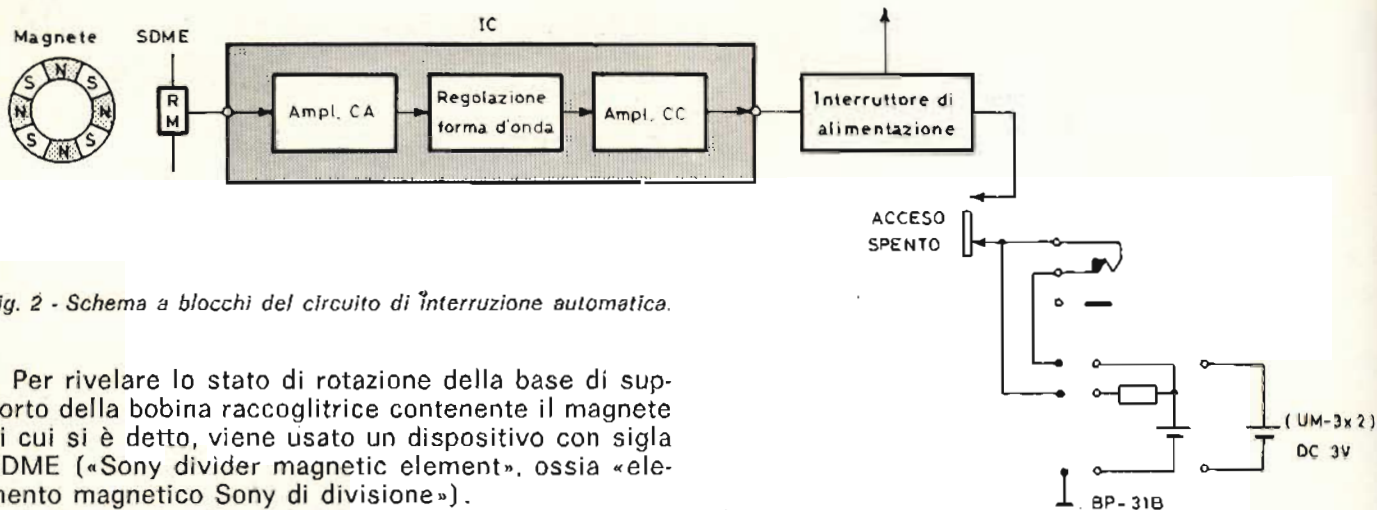 Magnete
SDME
IC
S N S N S N S N
R M
Ampl. CA
Regolazione forma d'onda
Ampl. CC
Interruttore di alimentazione
ACCESO
SPENTO
(UM-3x2)
DC 3V
BP-31B
ig. 2 - Schema a blocchi del circuito di interruzione automatica.
Per rivelare lo stato di rotazione della base di sup-
orto della bobina raccoglitrice contenente il magnete
i cui si è detto, viene usato un dispositivo con sigla
DME («Sony divider magnetic element», ossia «ele-
nento magnetico Sony di divisione»).